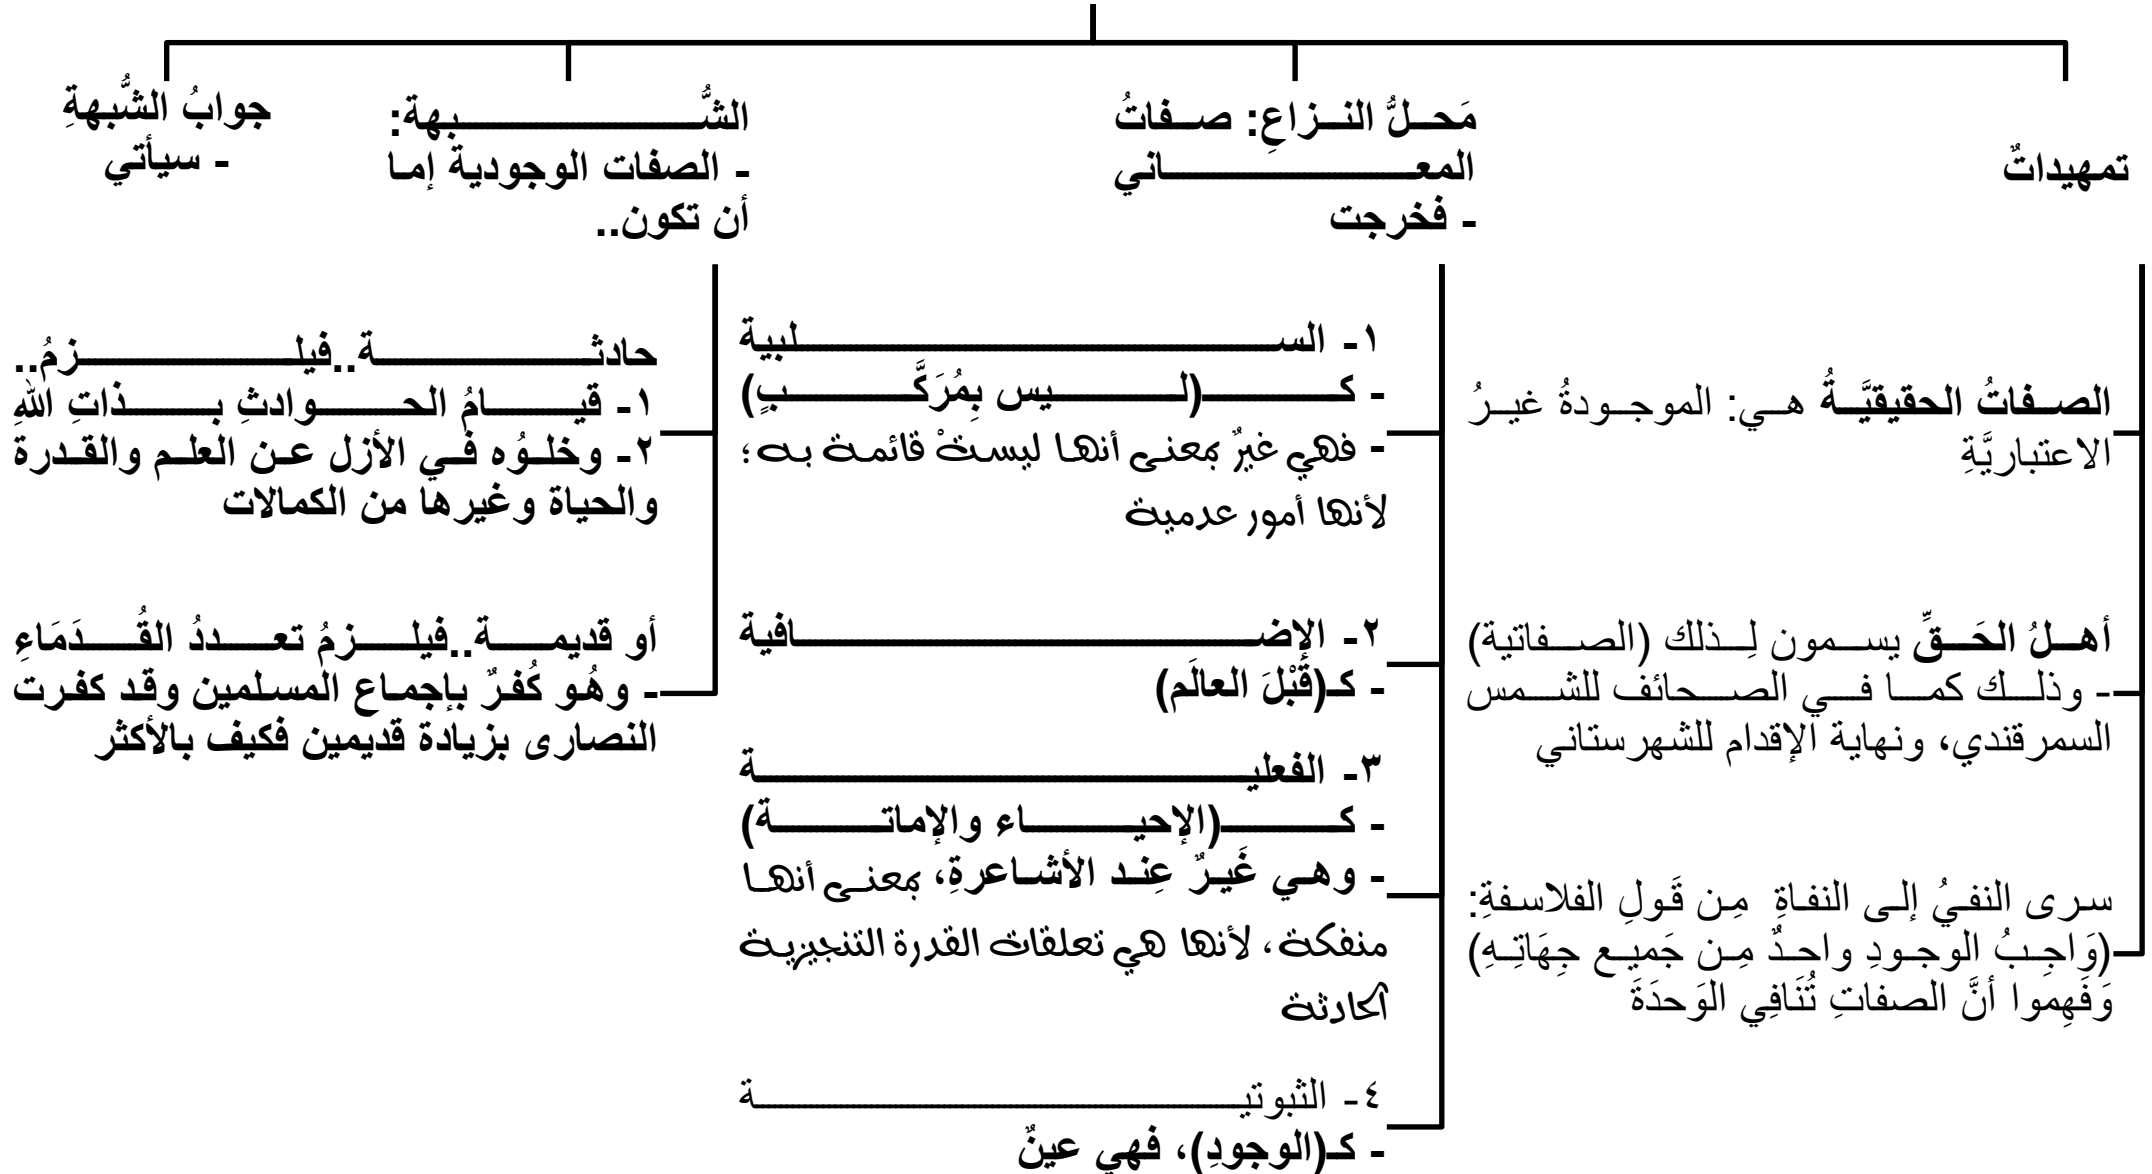 تمهيداتٌ
الصفاتُ الحقيقيَّةُ هي: الموجودةُ غيرُ
الاعتباريَّةِ
أهلُ الحَقِّ يسمون لِذلك (الصفاتية)
- وذلك كما في الصحائف للشمس
السمرقندي، ونهاية الإقدام للشهرستاني
سرى النفيُ إلى النفاةِ مِن قَولِ الفلاسفةِ:
(وَاجِبُ الوجودِ واحدٌ مِن جَميع جِهَاتِهِ)
وَفَهِموا أنَّ الصفاتِ تُنَافِي الوَحدَةَ
مَحلُّ النزاعِ: صفاتُ
المعاني
- فخرجت
١- السلبية
- كـ(ليس بِمُرَكَّبٍ)
- فهي غيرٌ بمعنى أنها ليستْ قائمة به؛
لأنها أمور عدمية
٢- الإضافية
- كـ(قَبْلَ العالَم)
٣- الفعلية
- كـ(الإحياء والإماتة)
- وهي غَيرٌ عِند الأشاعرةِ، بمعنى أنها
منفكة، لأنها هي تعلقات القدرة التنجيزية
الحادثة
٤- الثبوتية
- كـ(الوجودِ)، فهي عينٌ
الشُّبهة:
- الصفات الوجودية إما
أن تكون..
حادثة..فيلزمُ..
١- قيامُ الحوادثِ بذاتِ اللهِ
٢- وخلوُه في الأزل عن العلم والقدرة
والحياة وغيرها من الكمالات
أو قديمة..فيلزمُ تعددُ القُدَمَاءِ
- وهُو كُفرٌ بإجماع المسلمين وقد كفرت
النصارى بزيادة قديمين فكيف بالأكثر
جوابُ الشُّبهةِ
- سيأتي